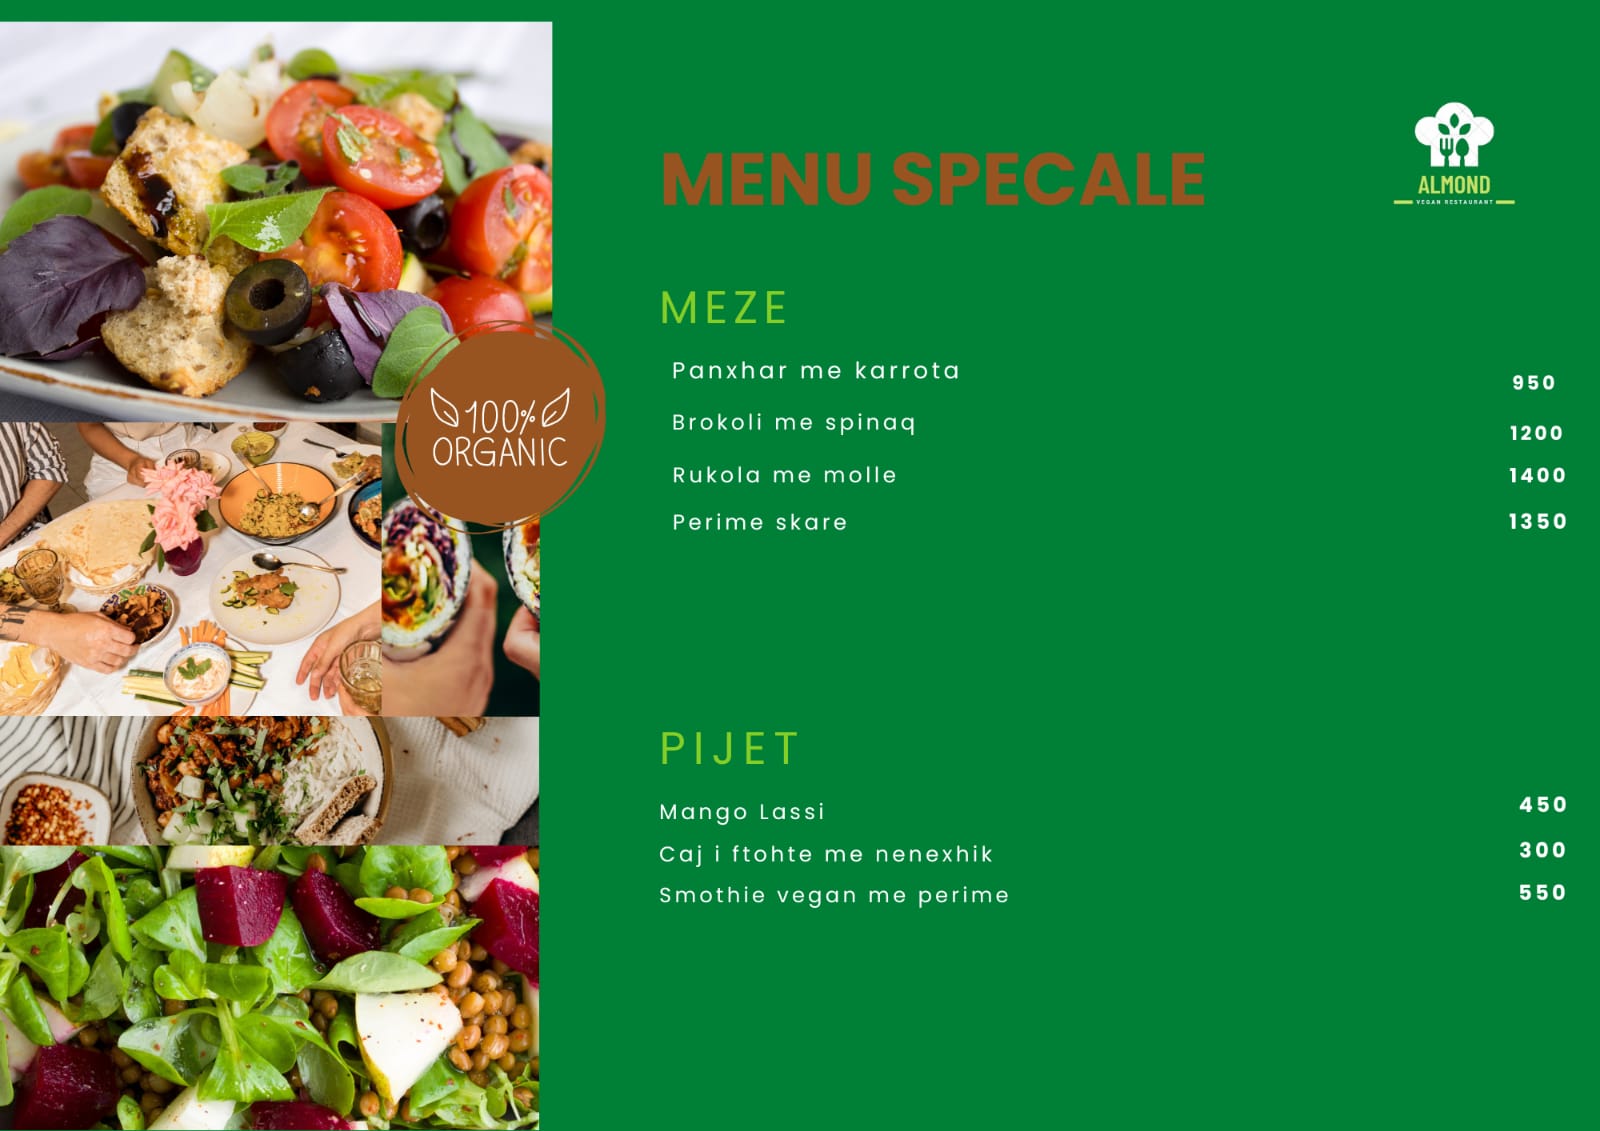 MENU SPECALE
ALMOND
VEGAN RESTAURANT
MEZE
Panxhar me karrota 950
Brokoli me spinaq 1200
Rukola me molle 1400
Perime skare 1350
100%
ORGANIC
PIJET
Mango Lassi 450
Caj i ftohte me nenexhik 300
Smothie vegan me perime 550